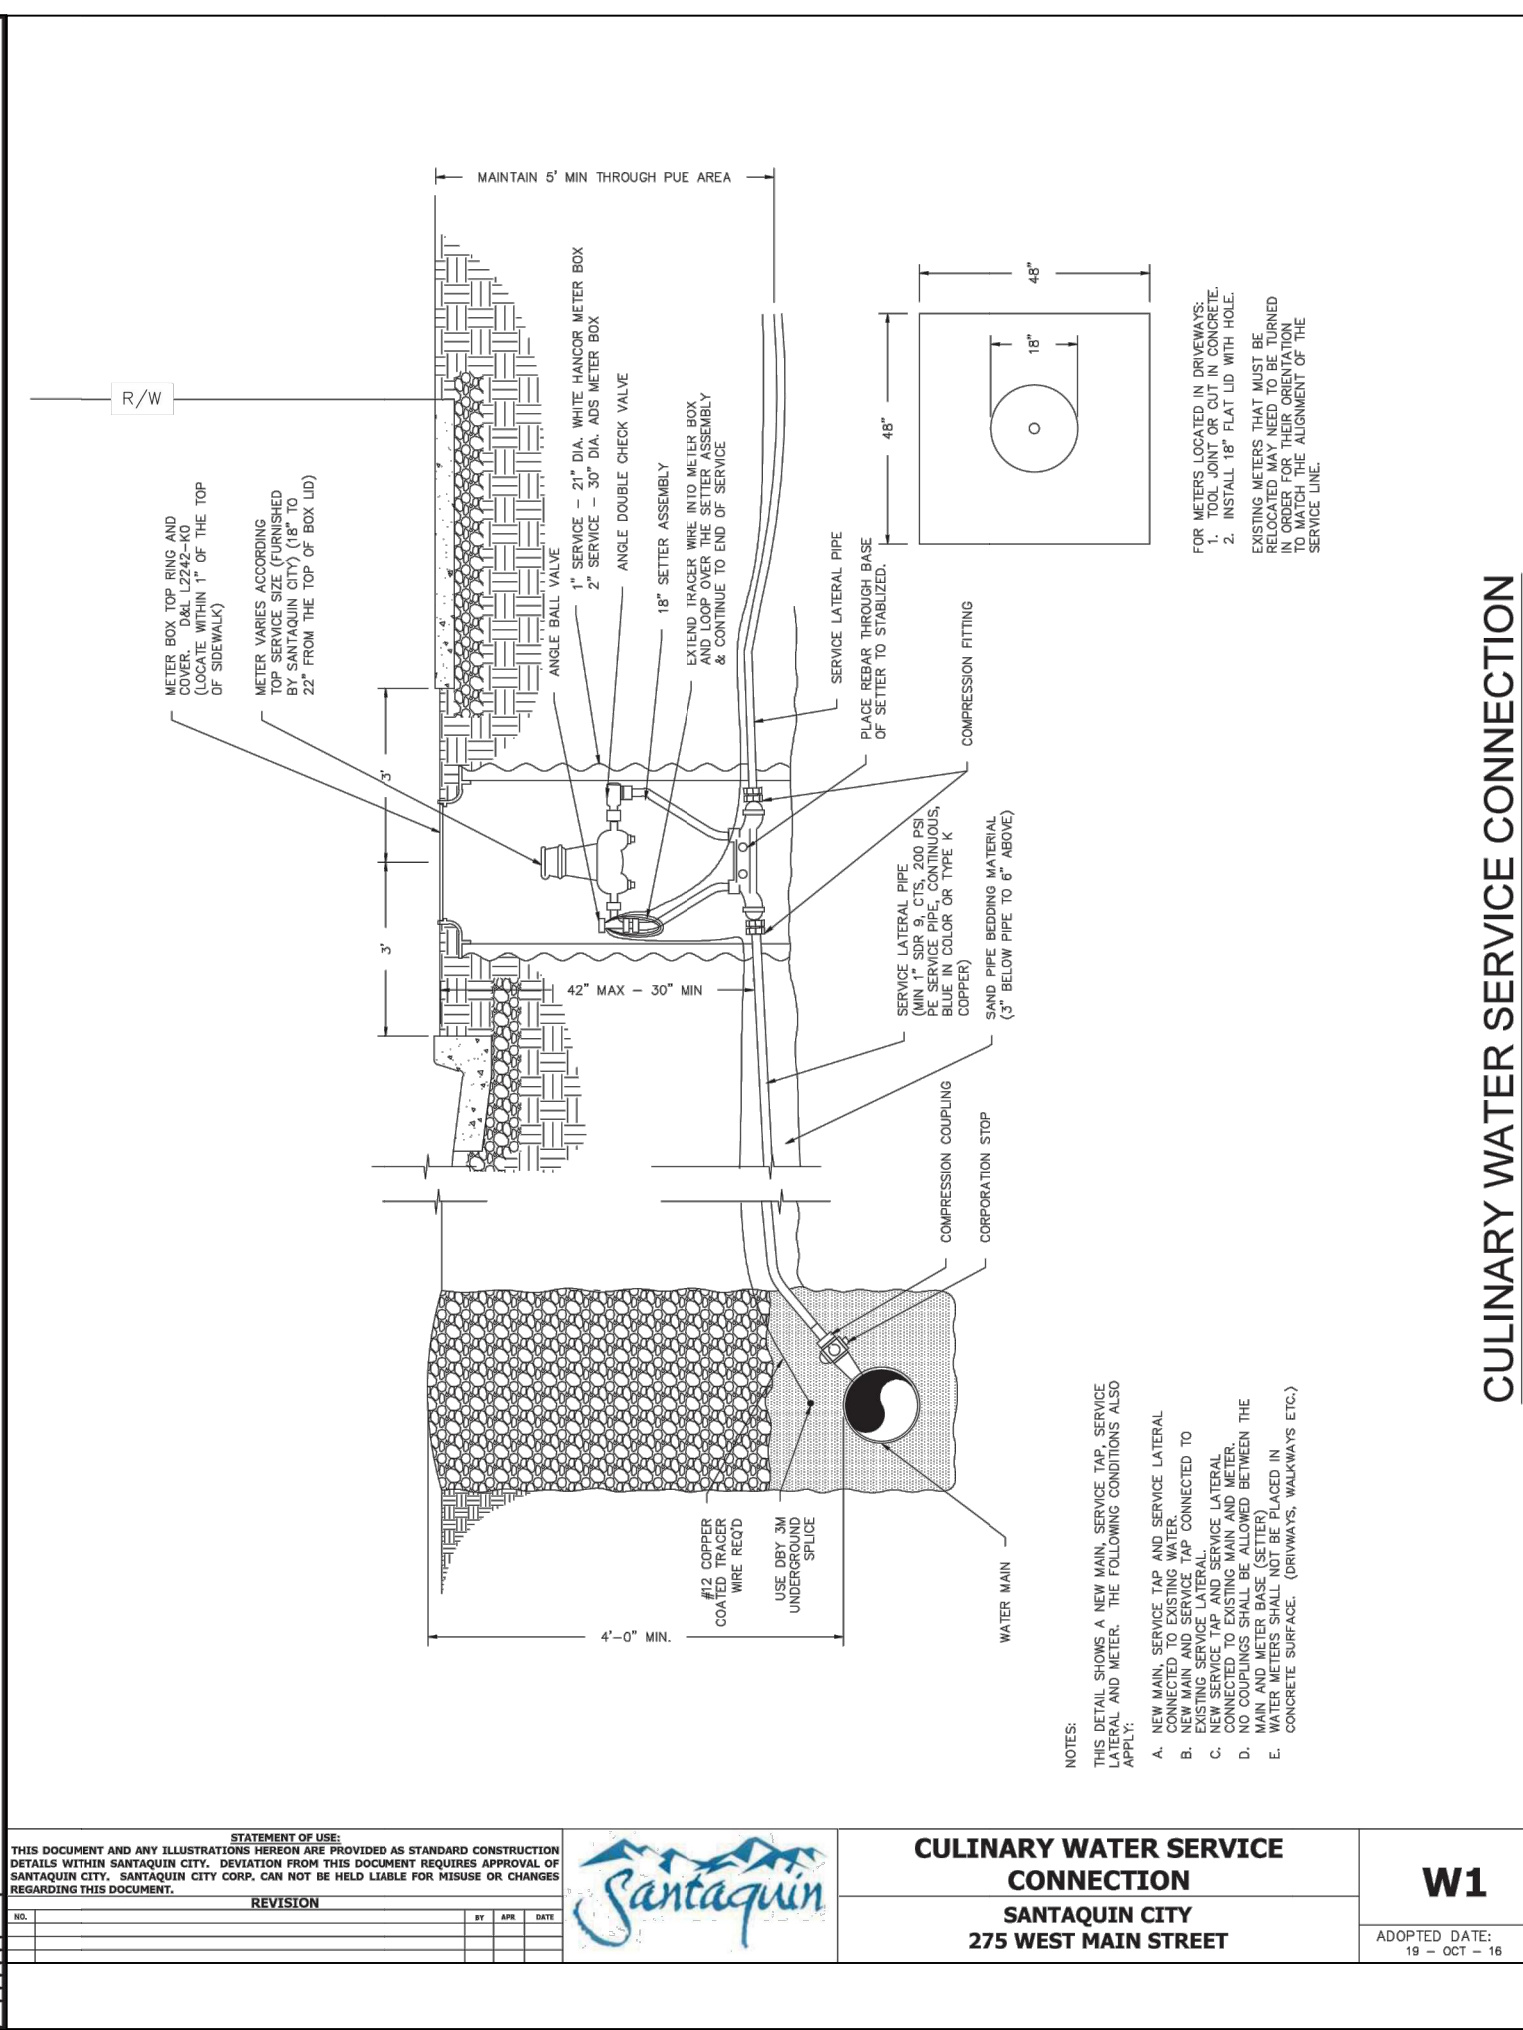 MAINTAIN 5' MIN THROUGH PUE AREA
R/W
METER BOX TOP RING AND
COVER. D&L L2242-KO
(LOCATE WITHIN 1" OF THE TOP
OF SIDEWALK)
METER VARIES ACCORDING
TOP SERVICE SIZE (FURNISHED
BY SANTAQUIN CITY) (18" TO
22" FROM THE TOP OF BOX LID)
3'
3'
ANGLE BALL VALVE
1" SERVICE - 21" DIA. WHITE HANCOR METER BOX
2" SERVICE - 30" DIA. ADS METER BOX
ANGLE DOUBLE CHECK VALVE
18" SETTER ASSEMBLY
EXTEND TRACER WIRE INTO METER BOX
AND LOOP OVER THE SETTER ASSEMBLY
& CONTINUE TO END OF SERVICE
SERVICE LATERAL PIPE
PLACE REBAR THROUGH BASE
OF SETTER TO STABLIZED.
COMPRESSION FITTING
48"
48"
18"
FOR METERS LOCATED IN DRIVEWAYS:
1. TOOL JOINT OR CUT IN CONCRETE.
2. INSTALL 18" FLAT LID WITH HOLE.
EXISTING METERS THAT MUST BE
RELOCATED MAY NEED TO BE TURNED
IN ORDER FOR THEIR ORIENTATION
TO MATCH THE ALIGNMENT OF THE
SERVICE LINE.
42" MAX - 30" MIN
SERVICE LATERAL PIPE
(MIN 1" SDR 9, CTS, 200 PSI
PE SERVICE PIPE, CONTINUOUS,
BLUE IN COLOR OR TYPE K
COPPER)
SAND PIPE BEDDING MATERIAL
(3" BELOW PIPE TO 6" ABOVE)
COMPRESSION COUPLING
CORPORATION STOP
#12 COPPER
COATED TRACER
WIRE REQ'D
USE DBY 3M
UNDERGROUND
SPLICE
4'-0" MIN.
WATER MAIN
NOTES:
THIS DETAIL SHOWS A NEW MAIN, SERVICE TAP, SERVICE
LATERAL AND METER. THE FOLLOWING CONDITIONS ALSO
APPLY:
A. NEW MAIN, SERVICE TAP AND SERVICE LATERAL
CONNECTED TO EXISTING WATER.
B. NEW MAIN AND SERVICE TAP CONNECTED TO
EXISTING SERVICE LATERAL.
C. NEW SERVICE TAP AND SERVICE LATERAL
CONNECTED TO EXISTING MAIN AND METER.
D. NO COUPLINGS SHALL BE ALLOWED BETWEEN THE
MAIN AND METER BASE (SETTER)
E. WATER METERS SHALL NOT BE PLACED IN
CONCRETE SURFACE. (DRIVWAYS, WALKWAYS ETC.)
CULINARY WATER SERVICE CONNECTION
STATEMENT OF USE:
THIS DOCUMENT AND ANY ILLUSTRATIONS HEREON ARE PROVIDED AS STANDARD CONSTRUCTION
DETAILS WITHIN SANTAQUIN CITY. DEVIATION FROM THIS DOCUMENT REQUIRES APPROVAL OF
SANTAQUIN CITY. SANTAQUIN CITY CORP. CAN NOT BE HELD LIABLE FOR MISUSE OR CHANGES
REGARDING THIS DOCUMENT.
REVISION
NO. BY APR DATE
Santaquin
CULINARY WATER SERVICE
CONNECTION
SANTAQUIN CITY
275 WEST MAIN STREET
W1
ADOPTED DATE:
19 - OCT - 16